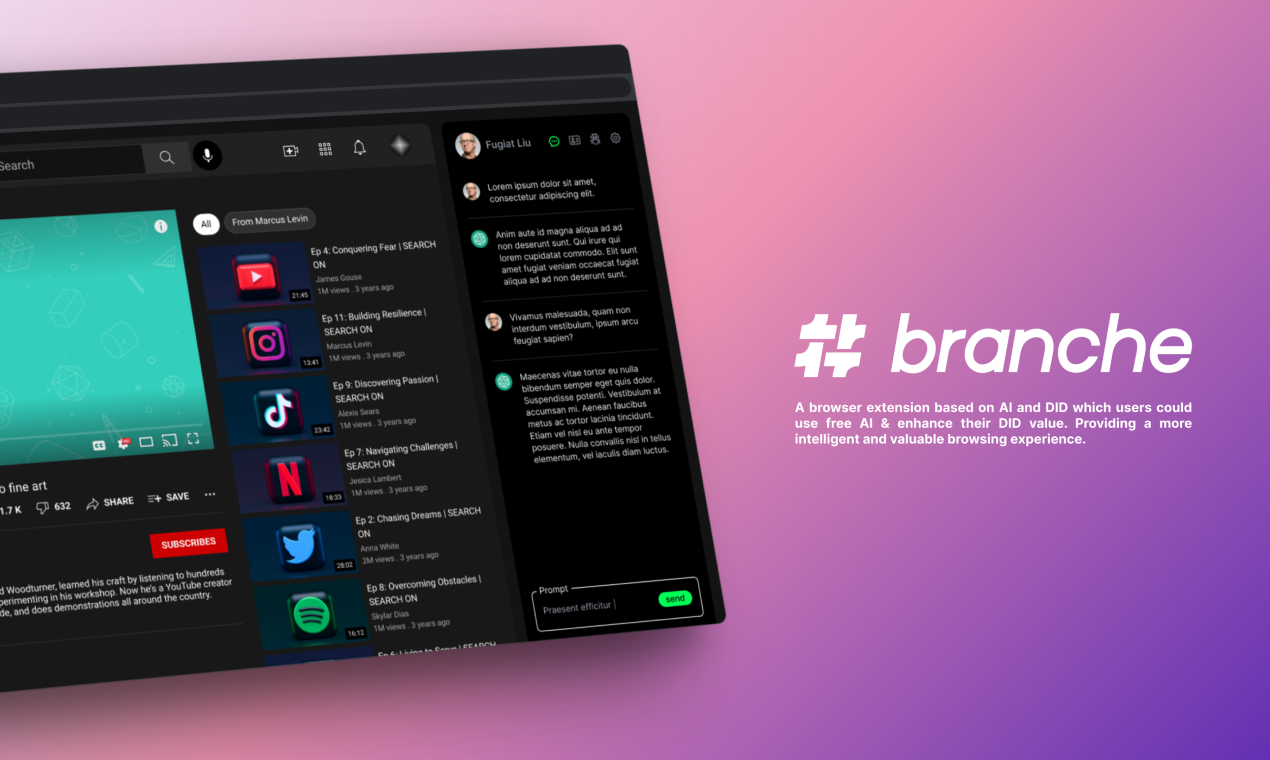 Search
All
From Marcus Levin
Ep 4: Conquering Fear | SEARCH
ON
James Gouse
1M views . 3 years ago
21:45
Ep 11: Building Resilience |
SEARCH ON
Marcus Levin
1M views . 3 years ago
13:41
Ep 9: Discovering Passion |
SEARCH ON
Alexis Sears
1M views . 3 years ago
23:42
Ep 7: Navigating Challenges |
SEARCH ON
Jesica Lambert
1M views . 3 years ago
18:33
Ep 2: Chasing Dreams | SEARCH
ON
Anna White
2M views . 3 years ago
28:02
Ep 8: Overcoming Obstacles |
SEARCH ON
Skylar Dias
1M views . 3 years ago
16:12
Ep 6: Living to Serve | SEARCH
CC
o fine art
1.7 K
632
SHARE
SAVE
SUBSCRIBES
d Woodturner, learned his craft by listening to hundreds
perimenting in his workshop. Now he's a YouTube creator
de, and does demonstrations all around the country.
Fugiat Liu
Lorem ipsum dolor sit amet,
consectetur adipiscing elit.
Anim aute id magna aliqua ad ad
non deserunt sunt. Qui irure qui
lorem cupidatat commodo. Elit sunt
amet fugiat veniam occaecat fugiat
aliqua ad ad non deserunt sunt.
Vivamus malesuada, quam non
interdum vestibulum, ipsum arcu
feugiat sapien?
Maecenas vitae tortor eu nulla
bibendum semper eget quis dolor.
Suspendisse potenti. Vestibulum at
accumsan mi. Aenean faucibus
metus ac tortor lacinia tincidunt.
Etiam vel nisl eu ante tempor
posuere. Nulla convallis nisl in tellus
elementum, vel iaculis diam luctus.
Prompt
Praesent efficitur
send
branche
A browser extension based on AI and DID which users could
use free AI & enhance their DID value. Providing a more
intelligent and valuable browsing experience.